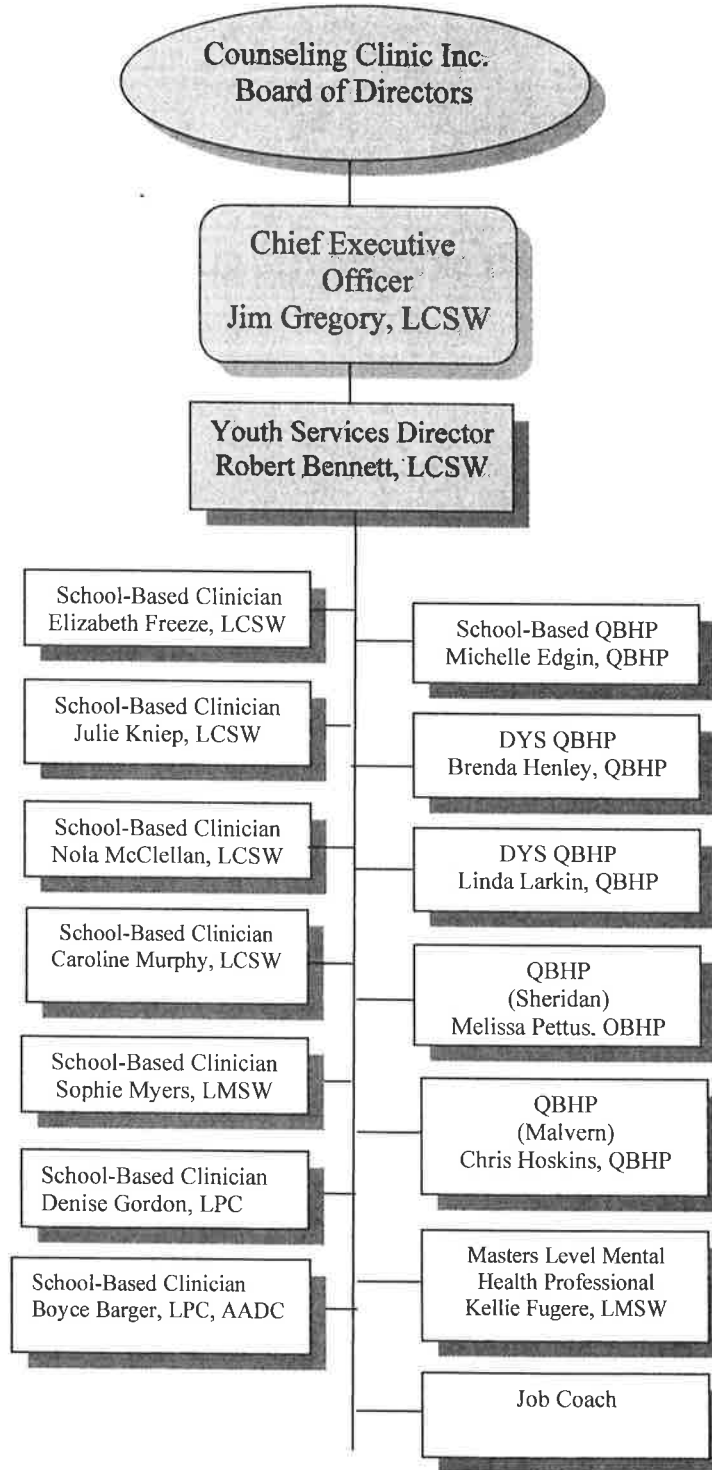 Counseling Clinic Inc.
Board of Directors
Chief Executive
Officer
Jim Gregory, LCSW
Youth Services Director
Robert Bennett, LCSW
School-Based Clinician
Elizabeth Freeze, LCSW
School-Based Clinician
Julie Kniep, LCSW
School-Based Clinician
Nola McClellan, LCSW
School-Based Clinician
Caroline Murphy, LCSW
School-Based Clinician
Sophie Myers, LMSW
School-Based Clinician
Denise Gordon, LPC
School-Based Clinician
Boyce Barger, LPC, AADC
School-Based QBHP
Michelle Edgin, QBHP
DYS QBHP
Brenda Henley, QBHP
DYS QBHP
Linda Larkin, QBHP
QBHP
(Sheridan)
Melissa Pettus. OBHP
QBHP
(Malvern)
Chris Hoskins, QBHP
Masters Level Mental
Health Professional
Kellie Fugere, LMSW
Job Coach